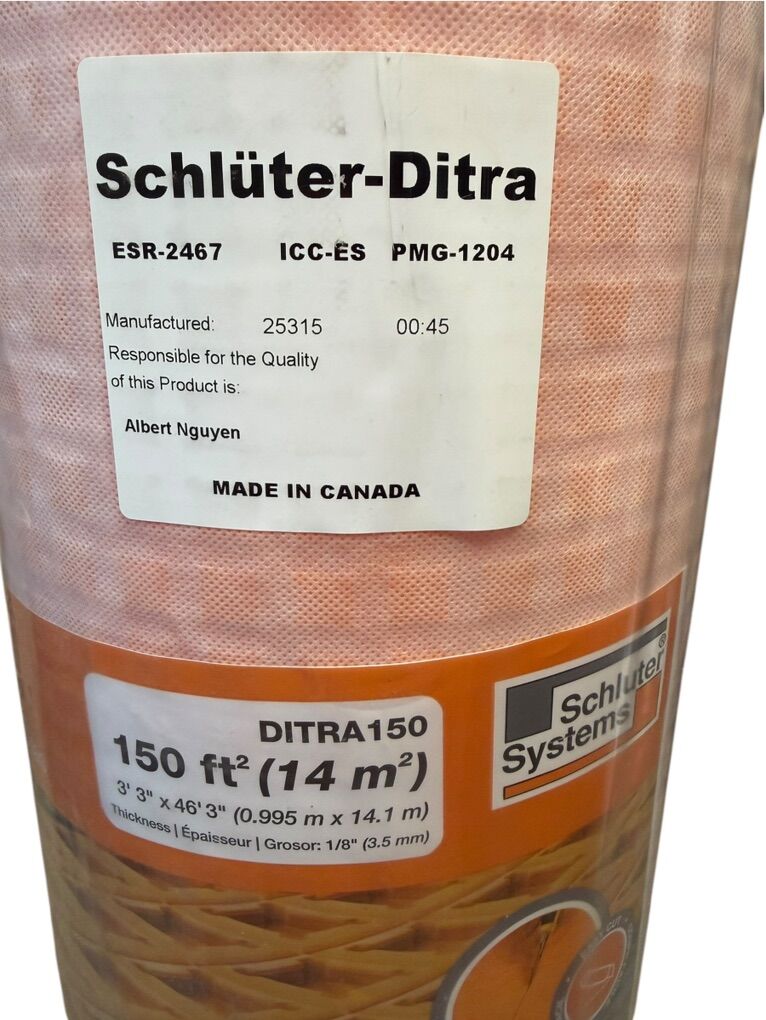 Schlüter-Ditra
ESR-2467 ICC-ES PMG-1204
Manufactured: 25315 00:45
Responsible for the Quality
of this Product is:
Albert Nguyen
MADE IN CANADA
Schluter®
Systems
DITRA150
150 ft² (14 m²)
3' 3" x 46' 3" (0.995 m x 14.1 m)
Thickness | Épaisseur | Grosor: 1/8" (3.5 mm)
CUT